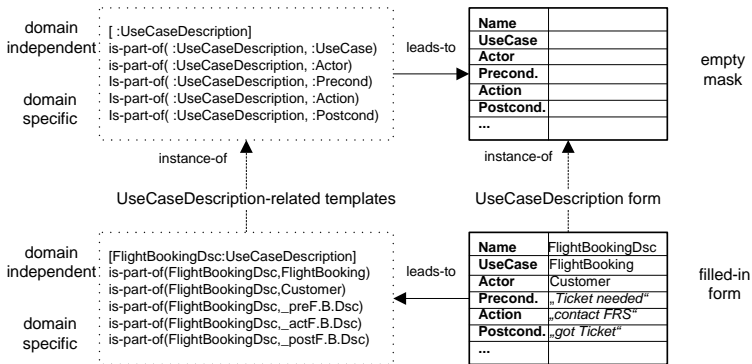 domain
independent
domain
specific
[ :UseCaseDescription]
is-part-of( :UseCaseDescription, :UseCase)
is-part-of( :UseCaseDescription, :Actor)
Is-part-of( :UseCaseDescription, :Precond)
Is-part-of( :UseCaseDescription, :Action)
Is-part-of( :UseCaseDescription, :Postcond)
leads-to
Name
UseCase
Actor
Precond.
Action
Postcond.
...
empty
mask
instance-of
instance-of
UseCaseDescription-related templates
UseCaseDescription form
domain
independent
domain
specific
[FlightBookingDsc:UseCaseDescription]
is-part-of(FlightBookingDsc,FlightBooking)
is-part-of(FlightBookingDsc,Customer)
is-part-of(FlightBookingDsc,_preF.B.Dsc)
is-part-of(FlightBookingDsc,_actF.B.Dsc)
is-part-of(FlightBookingDsc,_postF.B.Dsc)
leads-to
Name FlightBookingDsc
UseCase FlightBooking
Actor Customer
Precond. „Ticket needed“
Action „contact FRS“
Postcond. „got Ticket“
...
filled-in
form